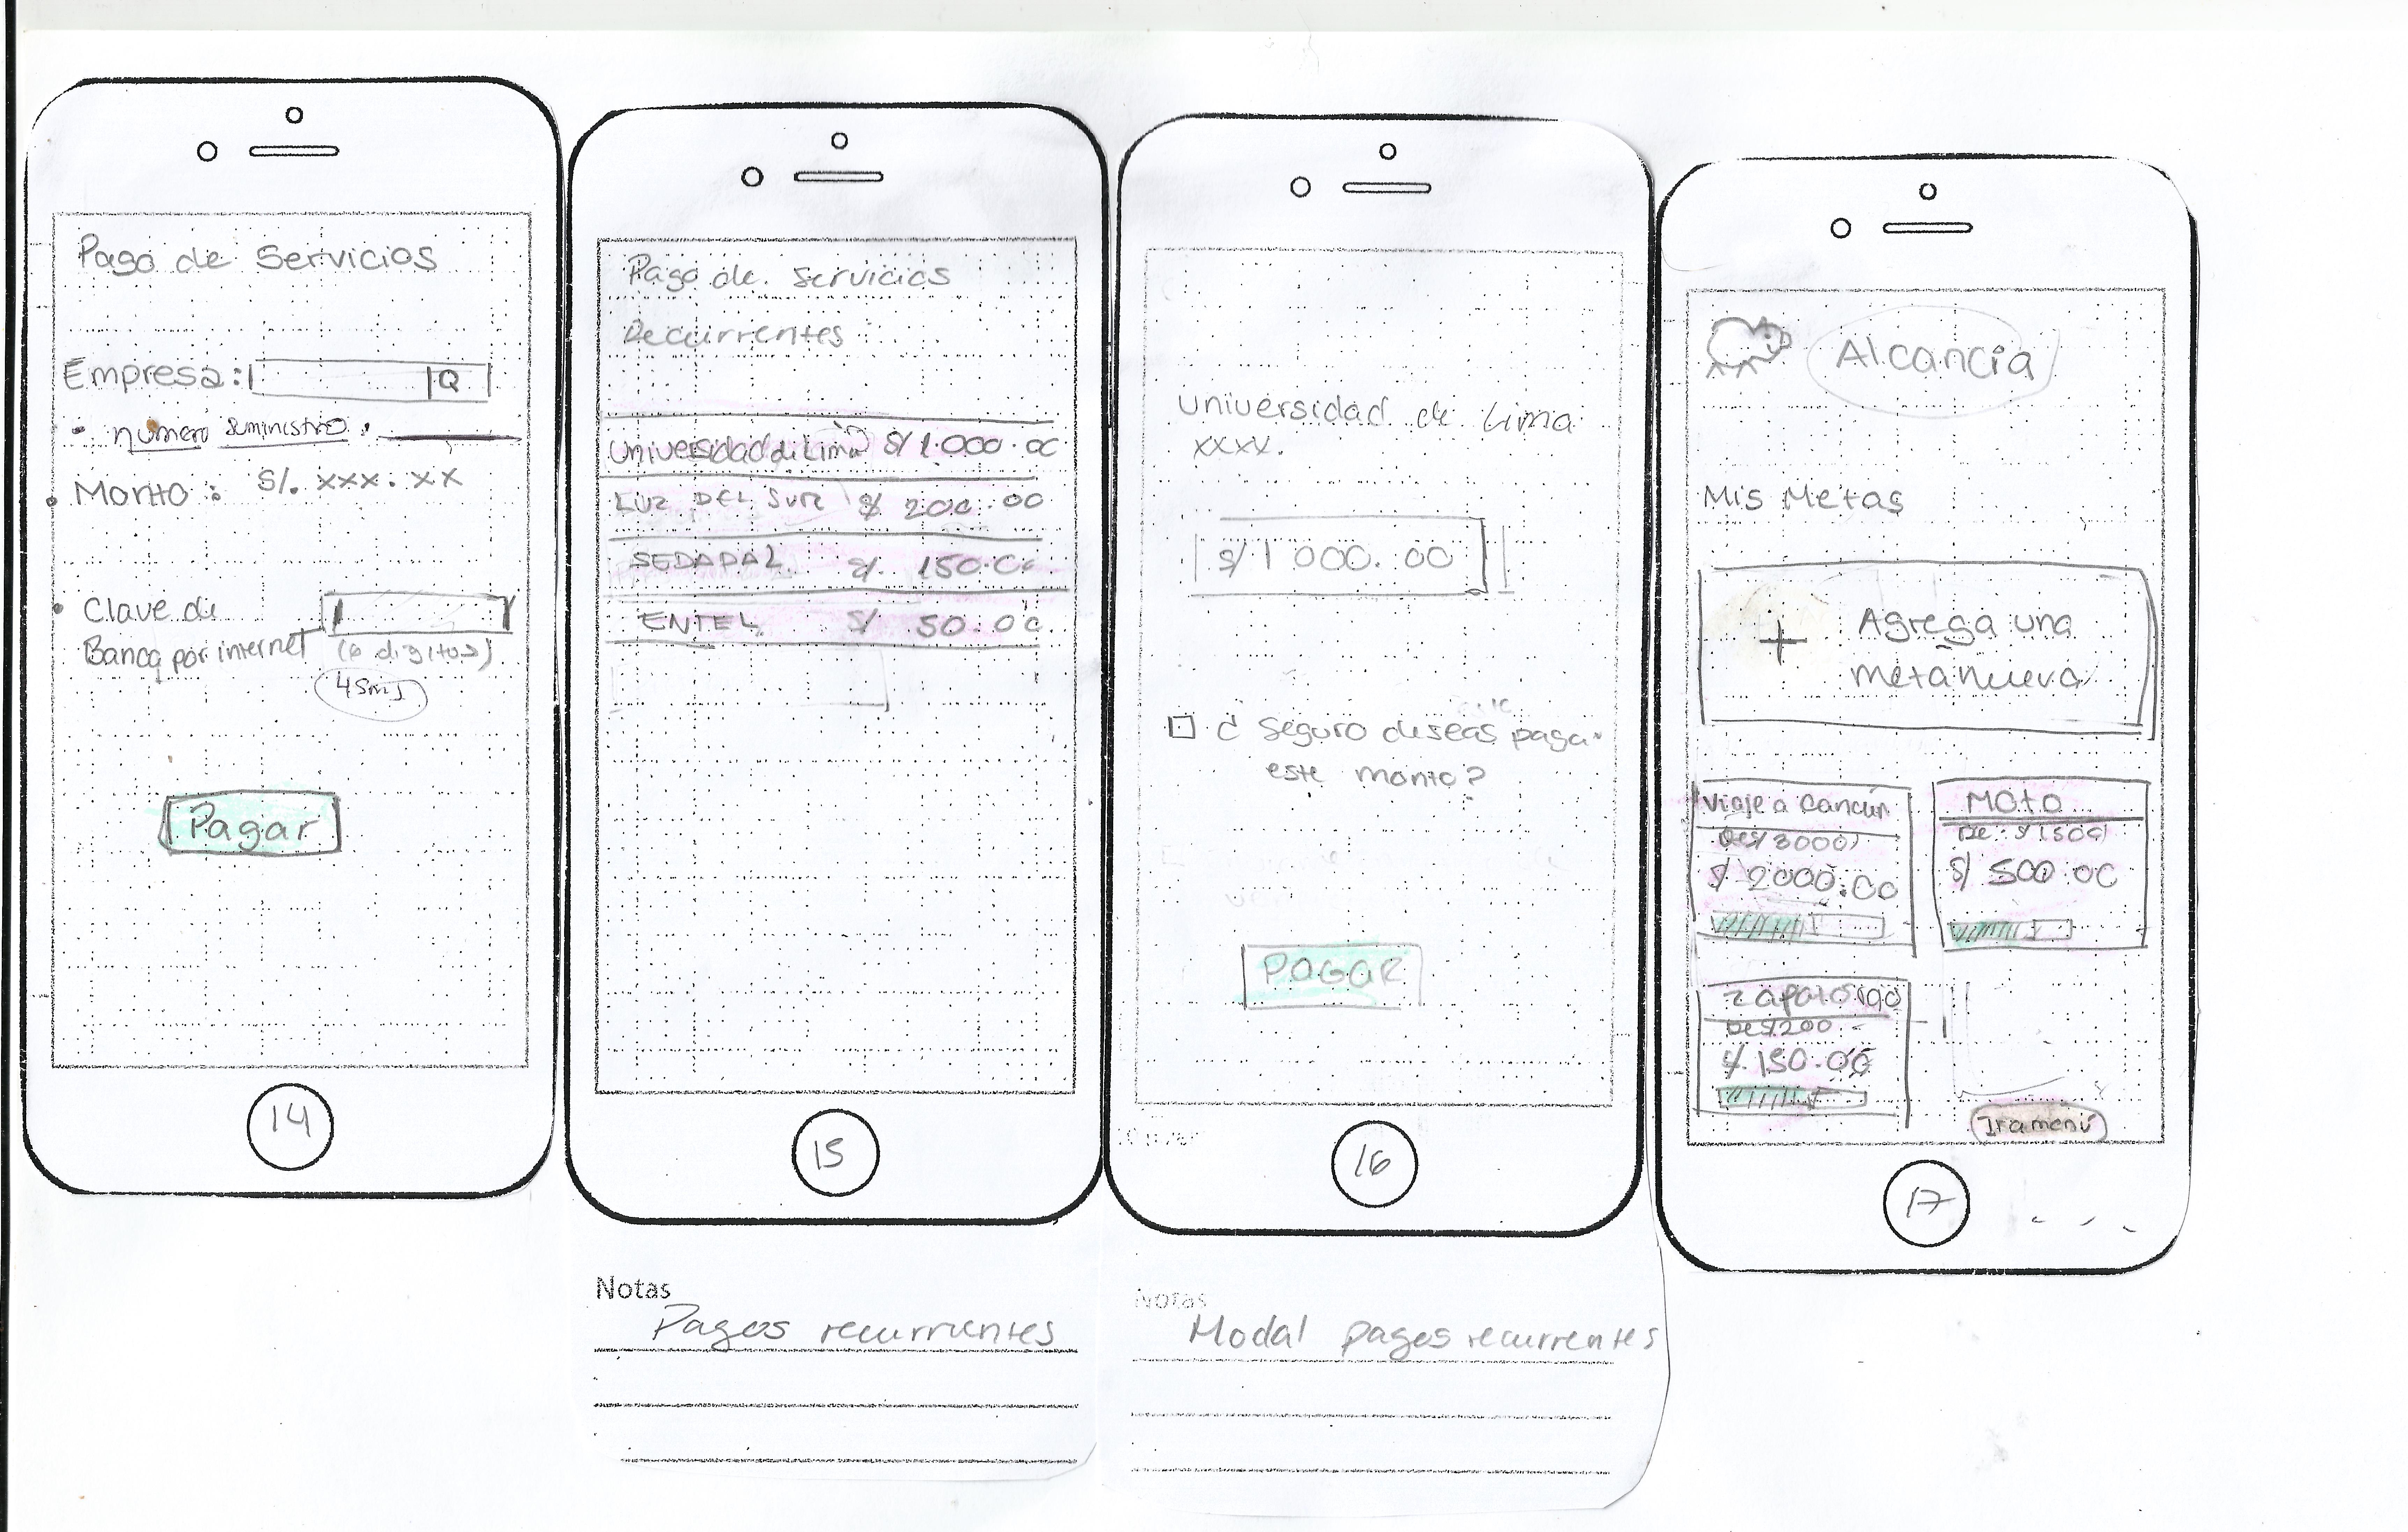 Pago de Servicios
Empresa: Q
numero suministro:
Monto: S/. xxx.xx
Clave de
Banca por internet (6 digitos)
Pagar
14
Pago de servicios
Recurrentes
Universidad de Lima S/ 1000.00
LUZ DEL SUR S/ 200.00
SEDAPAL S/. 150.00
ENTEL S/ 50.00
15
Notas
Pagos recurrentes
Universidad de Lima
xxxx.
S/ 1 000.00
¿Seguro deseas pagar
este monto?
PAGAR
16
Notas
Modal pagos recurrentes
Alcancia
Mis Metas
+ Agrega una
meta nueva
Viaje a Cancún
De S/ 3000
S/ 2000.00
Moto
De S/ 1500
S/ 500.00
De S/ 200
S/. 150.00
Ir a menú
17